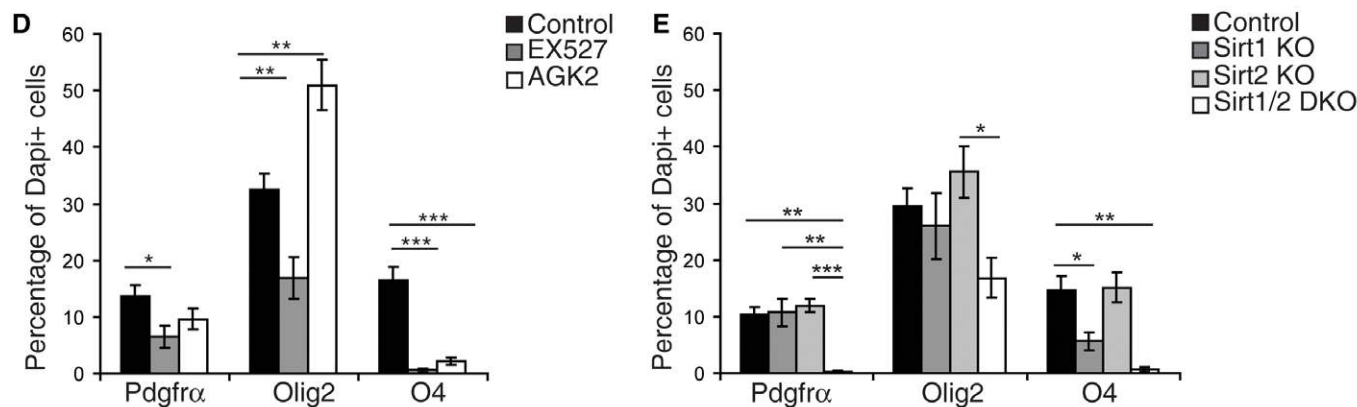 D
Percentage of Dapi+ cells
60
50
40
30
20
10
0
Control
EX527
AGK2
*
**
**
***
***
Pdgfrα
Olig2
O4
E
Percentage of Dapi+ cells
60
50
40
30
20
10
0
Control
Sirt1 KO
Sirt2 KO
Sirt1/2 DKO
**
**
***
*
**
*
Pdgfrα
Olig2
O4